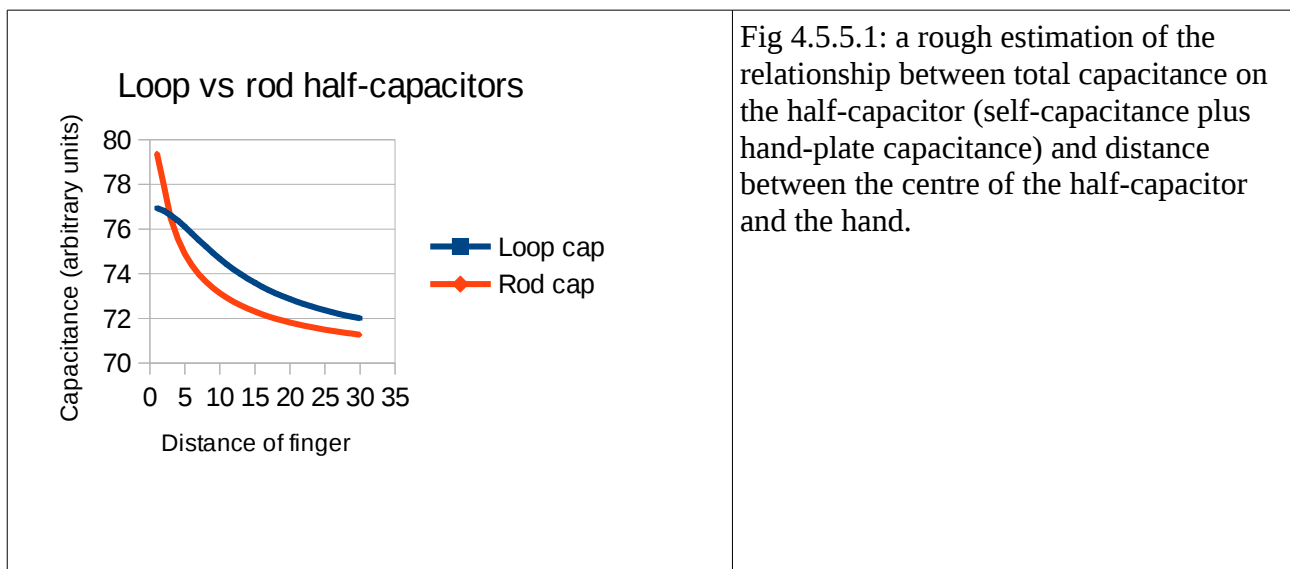 Loop vs rod half-capacitors
Capacitance (arbitrary units)
80
78
76
74
72
70
0 5 10 15 20 25 30 35
Distance of finger
Loop cap
Rod cap
Fig 4.5.5.1: a rough estimation of the
relationship between total capacitance on
the half-capacitor (self-capacitance plus
hand-plate capacitance) and distance
between the centre of the half-capacitor
and the hand.